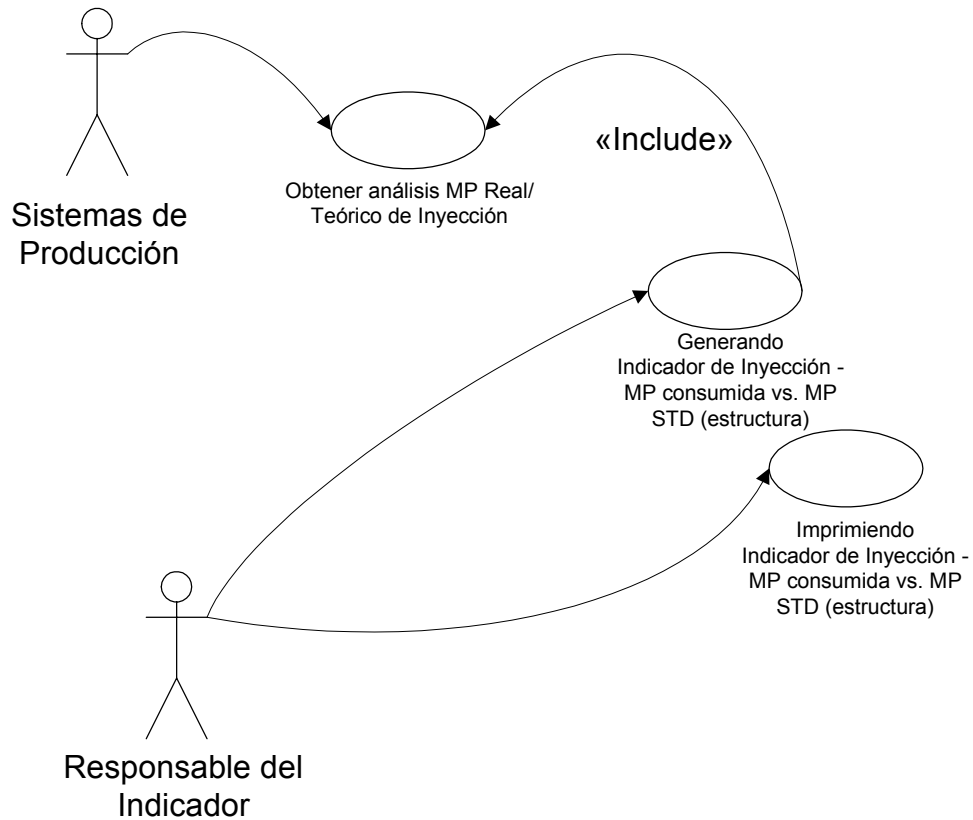 «Include»
Obtener análisis MP Real/
Teórico de Inyección
Sistemas de
Producción
Generando
Indicador de Inyección -
MP consumida vs. MP
STD (estructura)
Imprimiendo
Indicador de Inyección -
MP consumida vs. MP
STD (estructura)
Responsable del
Indicador